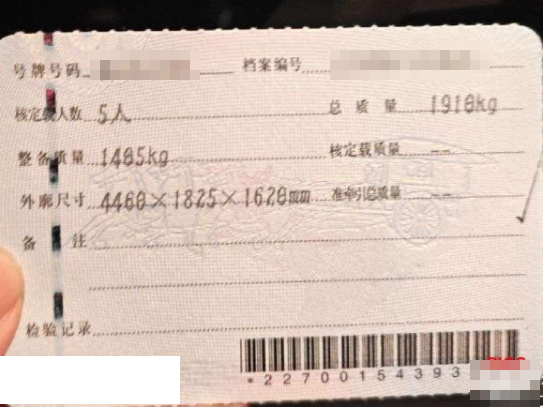 号牌号码 档案编号
核定载人数 5人 总质量 1910kg
整备质量 1485kg 核定载质量 --
外廓尺寸 4460×1825×1620mm 准牵引总质量 --
备注
检验记录
*22700154393